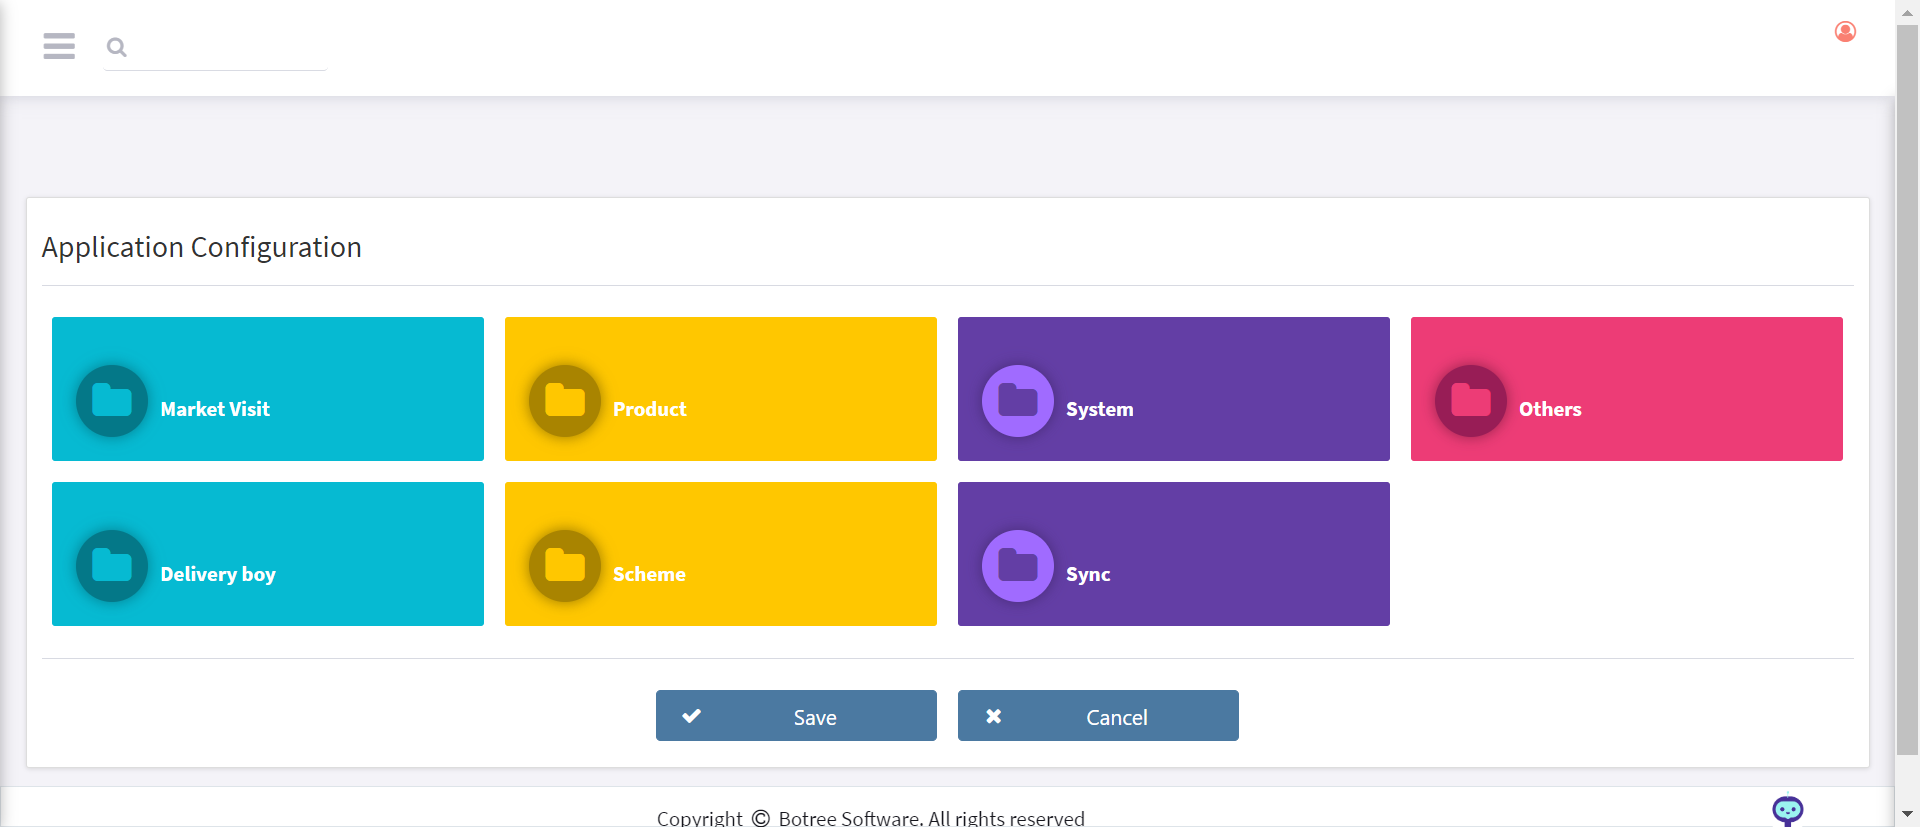 Application Configuration
Market Visit
Product
System
Others
Delivery boy
Scheme
Sync
Save
Cancel
Copyright © Botree Software. All rights reserved